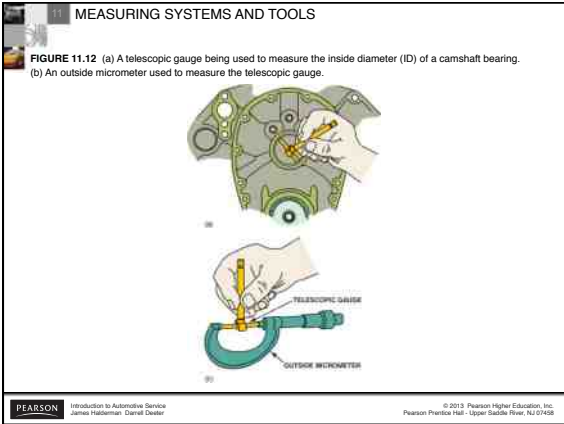 11 MEASURING SYSTEMS AND TOOLS
FIGURE 11.12 (a) A telescopic gauge being used to measure the inside diameter (ID) of a camshaft bearing.
(b) An outside micrometer used to measure the telescopic gauge.
(a)
TELESCOPIC GAUGE
OUTSIDE MICROMETER
(b)
PEARSON
Introduction to Automotive Service
James Halderman Darrell Deeter
© 2013 Pearson Higher Education, Inc.
Pearson Prentice Hall - Upper Saddle River, NJ 07458